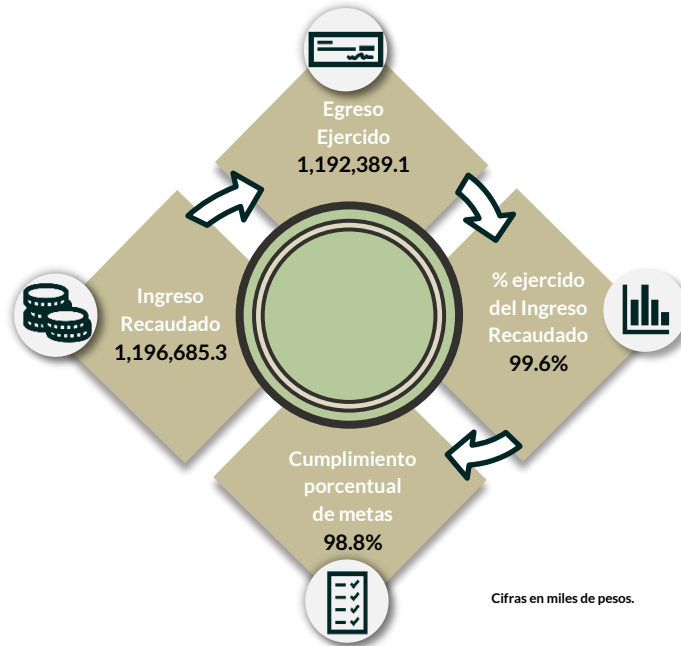 Egreso
Ejercido
1,192,389.1
Ingreso
Recaudado
1,196,685.3
% ejercido
del Ingreso
Recaudado
99.6%
Cumplimiento
porcentual
de metas
98.8%
Cifras en miles de pesos.